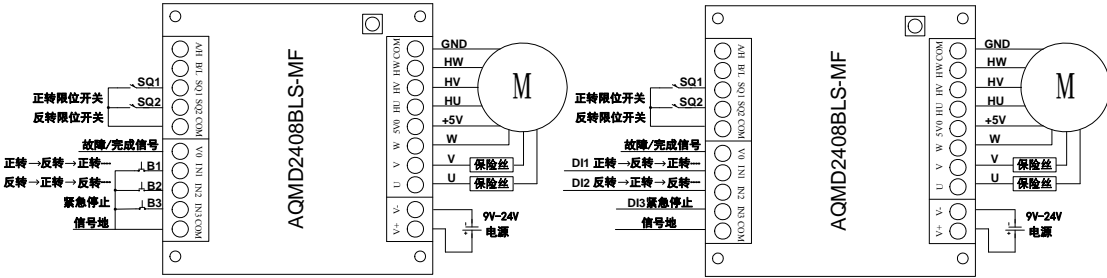 AQMD2408BLS-MF
A/H
B/L
SQ1
SQ2
COM
V0
IN1
IN2
IN3
COM
COM
HW
HV
HU
5V0
W
V
U
V-
V+
SQ1
正转限位开关
SQ2
反转限位开关
故障/完成信号
正转→反转→正转┄
B1
反转→正转→反转┄
B2
紧急停止
B3
信号地
GND
HW
HV
HU
+5V
W
V
保险丝
U
保险丝
M
9V-24V
电源
AQMD2408BLS-MF
A/H
B/L
SQ1
SQ2
COM
V0
IN1
IN2
IN3
COM
COM
HW
HV
HU
5V0
W
V
U
V-
V+
SQ1
正转限位开关
SQ2
反转限位开关
故障/完成信号
DI1 正转→反转→正转┄
DI2 反转→正转→反转┄
DI3紧急停止
信号地
GND
HW
HV
HU
+5V
W
V
保险丝
U
保险丝
M
9V-24V
电源